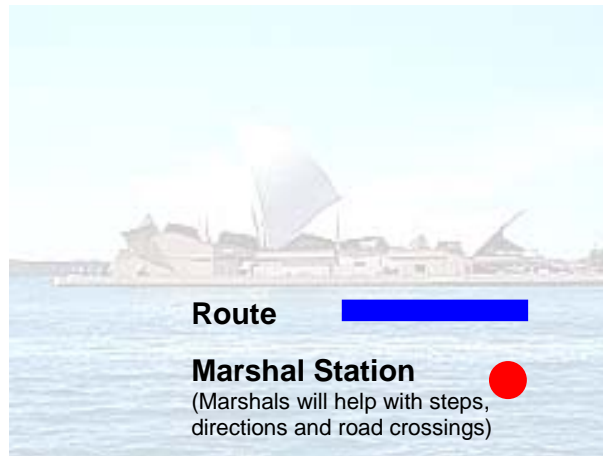 Route
Marshal Station
(Marshals will help with steps,
directions and road crossings)